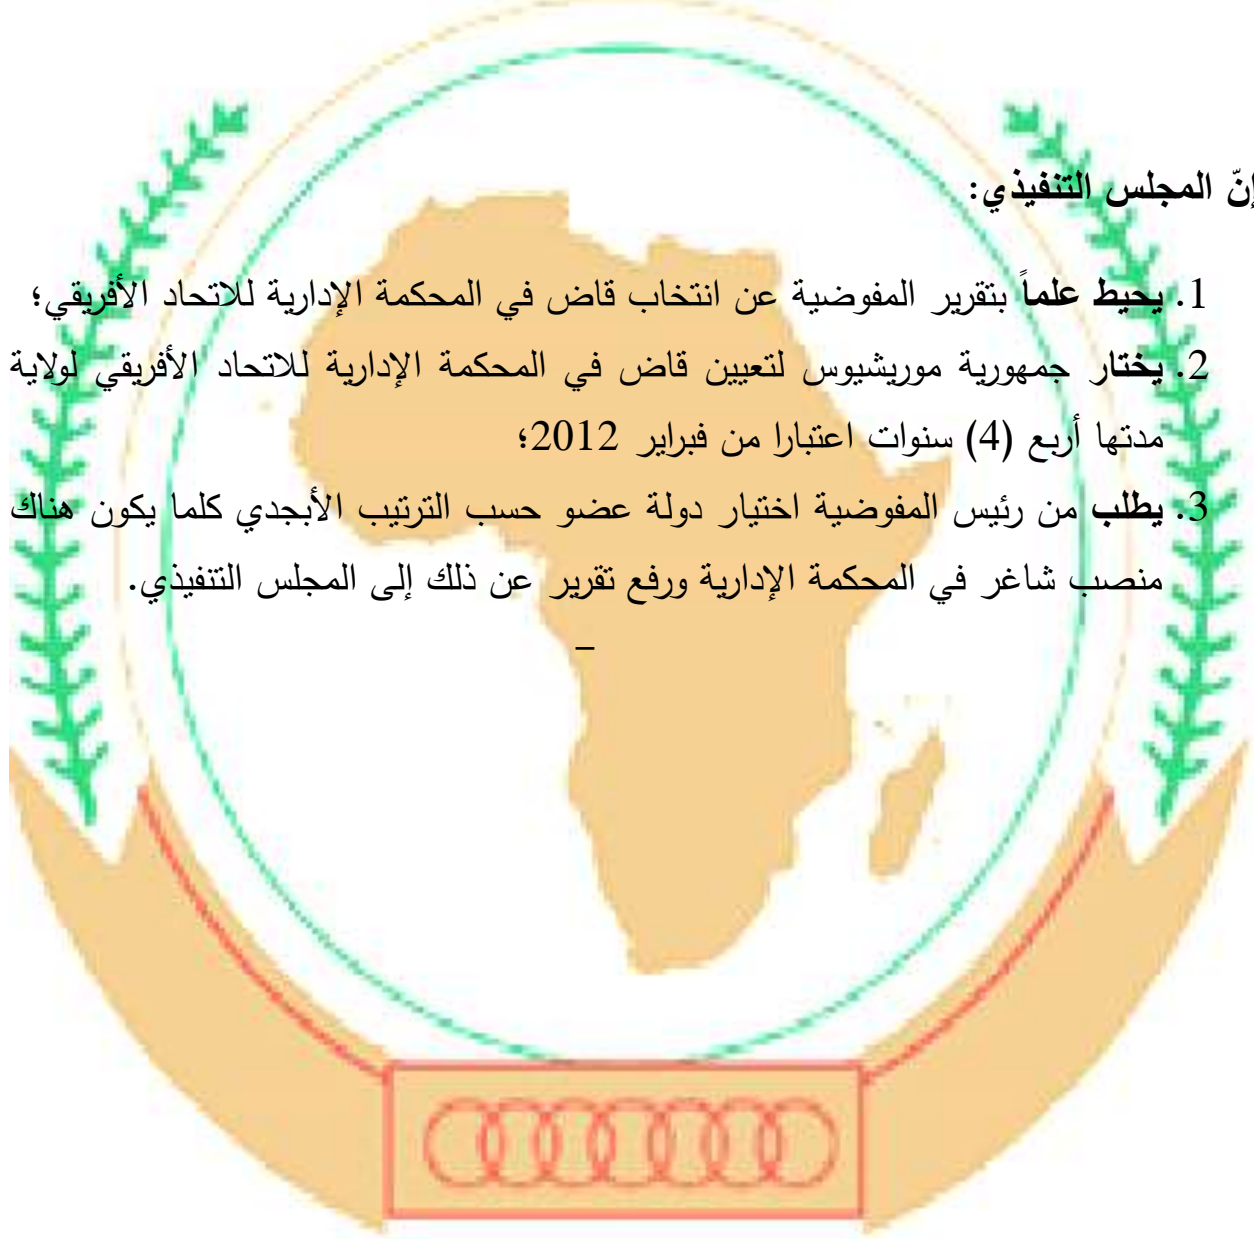 إنّ المجلس التنفيذي:
1. يحيط علماً بتقرير المفوضية عن انتخاب قاض في المحكمة الإدارية للاتحاد الأفريقي؛
2. يختار جمهورية موريشيوس لتعيين قاض في المحكمة الإدارية للاتحاد الأفريقي لولاية
مدتها أربع (4) سنوات اعتبارا من فبراير 2012؛
3. يطلب من رئيس المفوضية اختيار دولة عضو حسب الترتيب الأبجدي كلما يكون هناك
منصب شاغر في المحكمة الإدارية ورفع تقرير عن ذلك إلى المجلس التنفيذي.
–